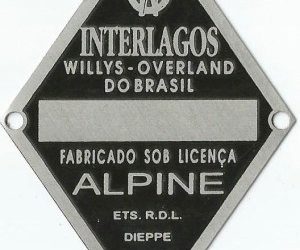 INTERLAGOS
WILLYS-OVERLAND
DO BRASIL
FABRICADO SOB LICENÇA
ALPINE
ETS. R.D.L.
DIEPPE